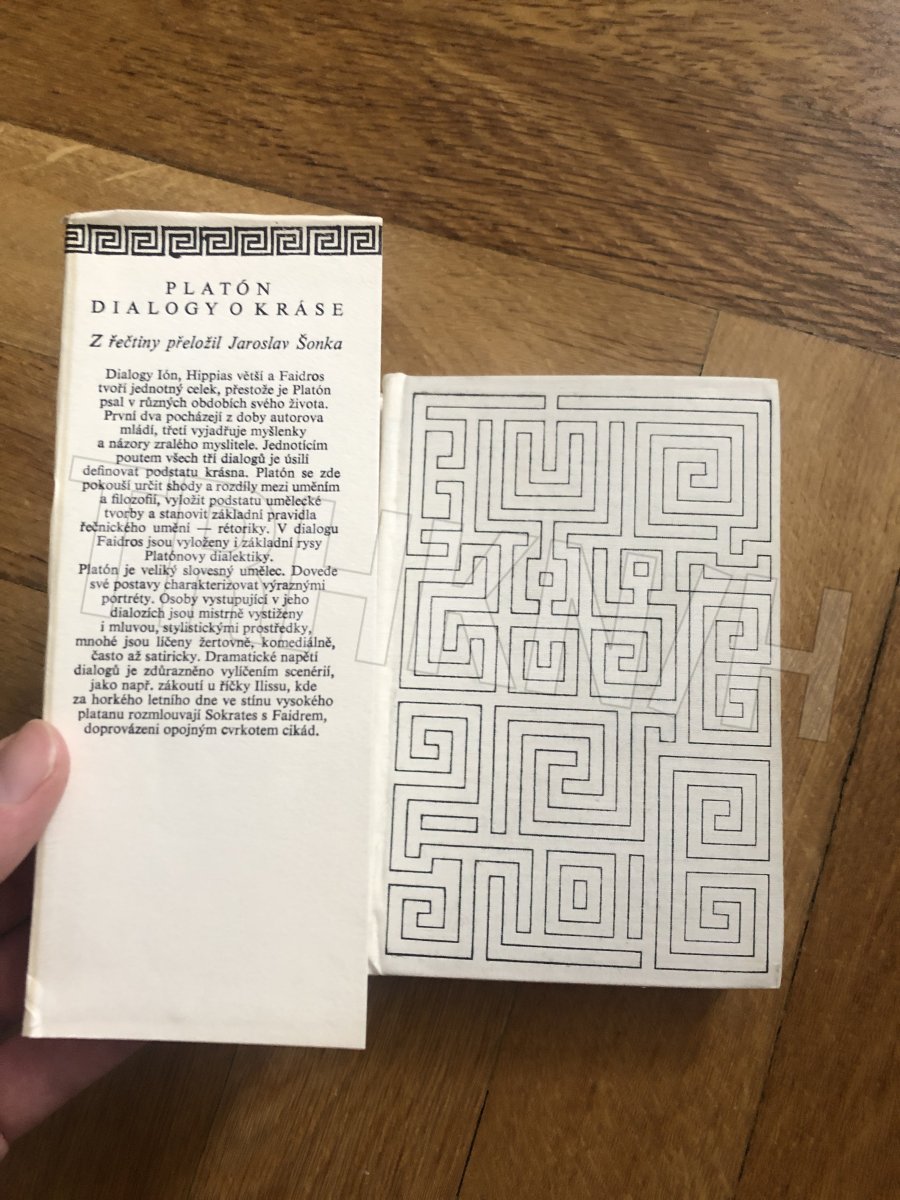 PLATÓN
DIALOGY O KRÁSE
Z řečtiny přeložil Jaroslav Šonka
Dialogy Ión, Hippias větší a Faidros
tvoří jednotný celek, přestože je Platón
psal v různých obdobích svého života.
První dva pocházejí z doby autorova
mládí, třetí vyjadřuje myšlenky
a názory zralého myslitele. Jednotícím
poutem všech tří dialogů je úsilí
definovat podstatu krásna. Platón se zde
pokouší určit shody a rozdíly mezi uměním
a filozofií, vyložit podstatu umělecké
tvorby a stanovit základní pravidla
řečnického umění — rétoriky. V dialogu
Faidros jsou vyloženy i základní rysy
Platónovy dialektiky.
Platón je veliký slovesný umělec. Dovede
své postavy charakterizovat výraznými
portréty. Osoby vystupující v jeho
dialozích jsou mistrně vystiženy
i mluvou, stylistickými prostředky,
mnohé jsou líčeny žertovně, komediálně,
často až satiricky. Dramatické napětí
dialogů je zdůrazněno vylíčením scenérií,
jako např. zákoutí u říčky Ilissu, kde
za horkého letního dne ve stínu vysokého
platanu rozmlouvají Sokrates s Faidrem,
doprovázeni opojným cvrkotem cikád.